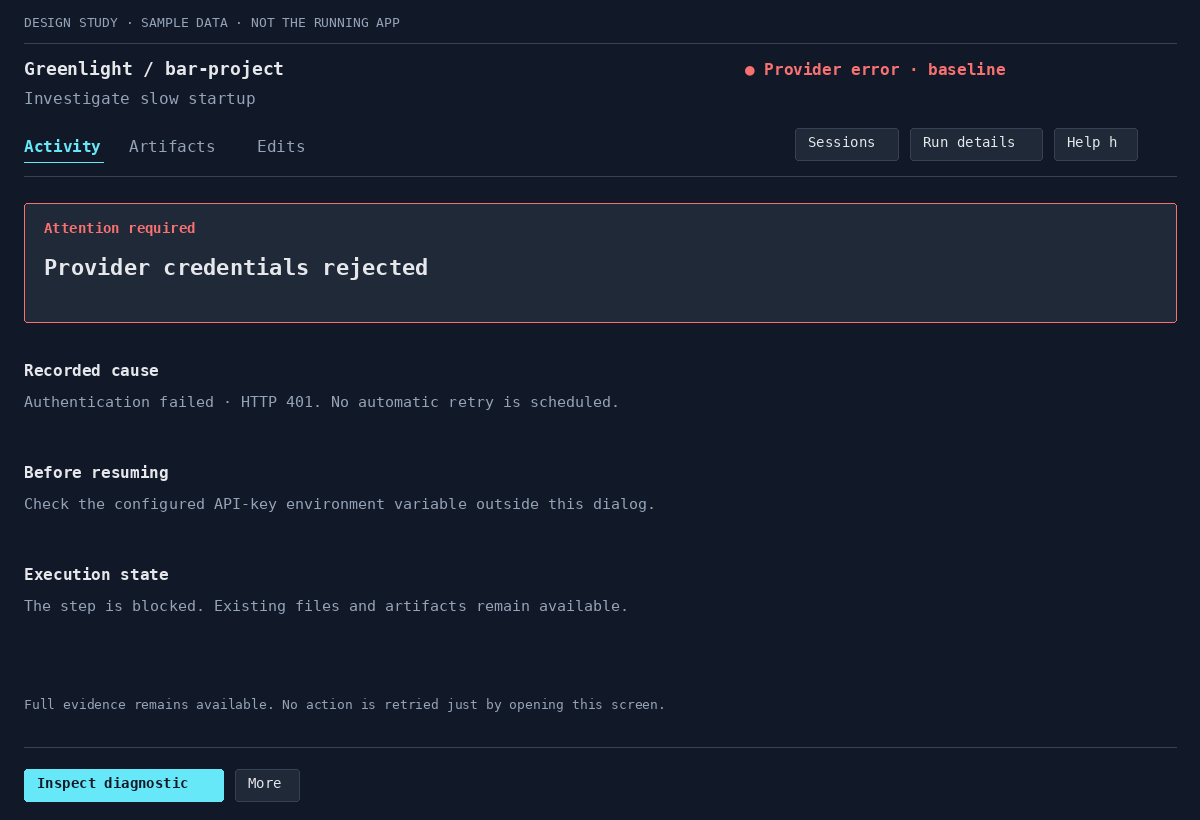 DESIGN STUDY · SAMPLE DATA · NOT THE RUNNING APP
Greenlight / bar-project
● Provider error · baseline
Investigate slow startup
Activity Artifacts Edits
Sessions Run details Help h
Attention required
Provider credentials rejected
Recorded cause
Authentication failed · HTTP 401. No automatic retry is scheduled.
Before resuming
Check the configured API-key environment variable outside this dialog.
Execution state
The step is blocked. Existing files and artifacts remain available.
Full evidence remains available. No action is retried just by opening this screen.
Inspect diagnostic More